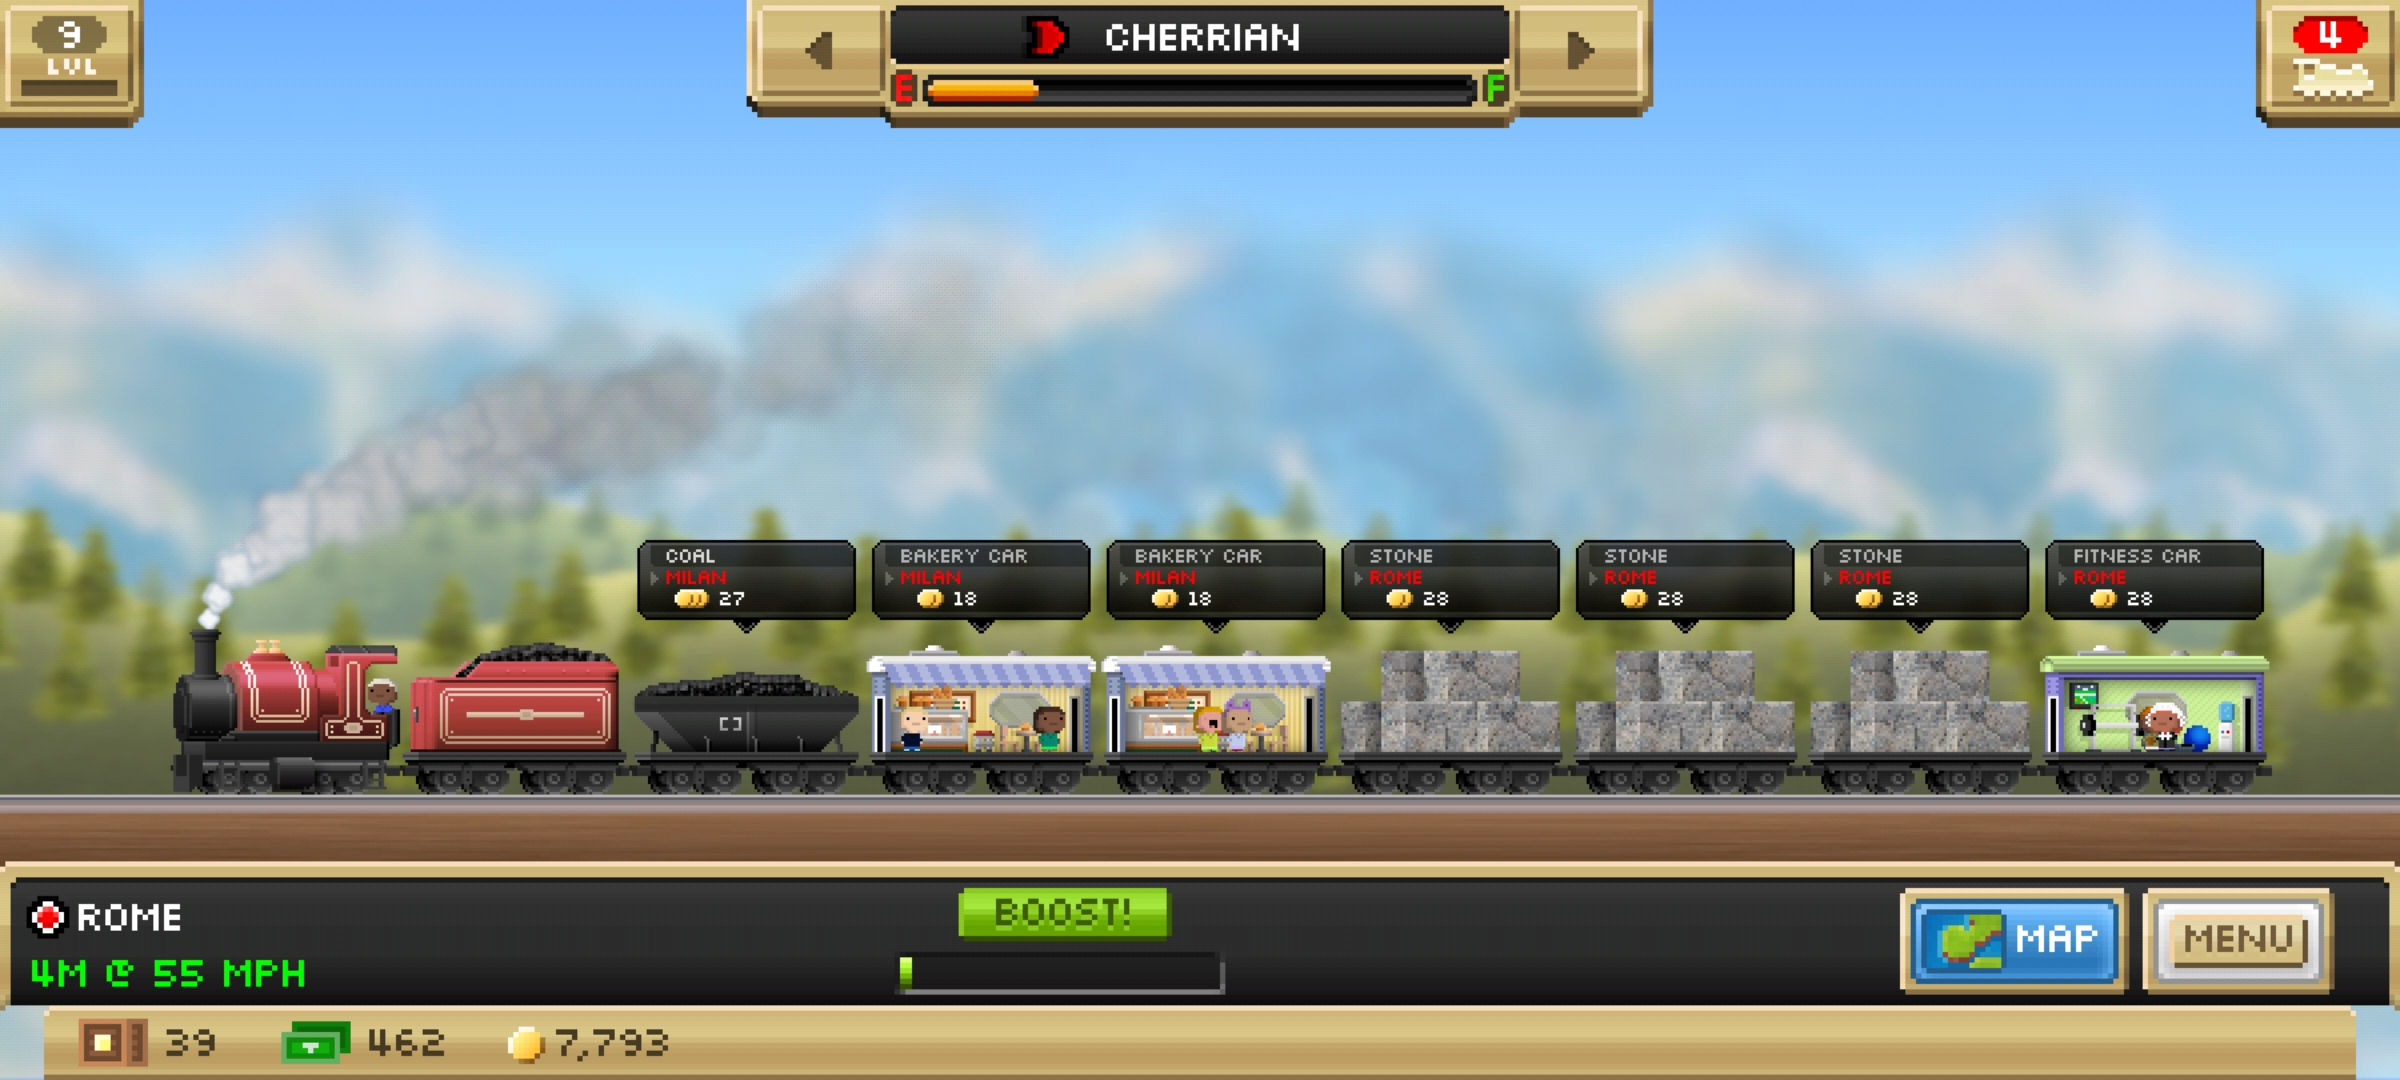 9
LVL
CHERRIAN
E F
4
COAL
MILAN
27
BAKERY CAR
MILAN
18
BAKERY CAR
MILAN
18
STONE
ROME
28
STONE
ROME
28
STONE
ROME
28
FITNESS CAR
ROME
28
ROME
4M @ 55 MPH
BOOST!
MAP
MENU
39
462
7,793